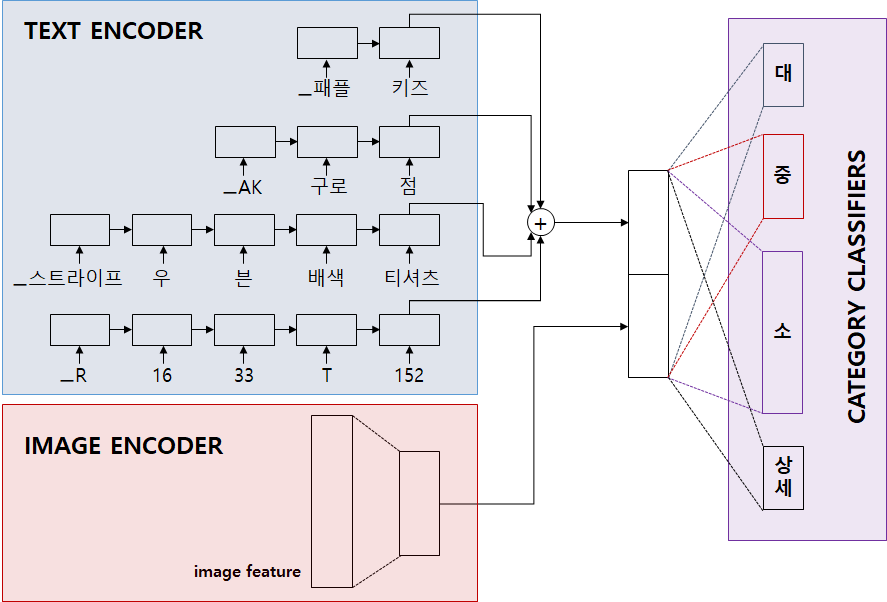 TEXT ENCODER
_패플 키즈
_AK 구로 점
_스트라이프 우 븐 배색 티셔츠
_R 16 33 T 152
+
IMAGE ENCODER
image feature
대
중
소
상
세
CATEGORY CLASSIFIERS